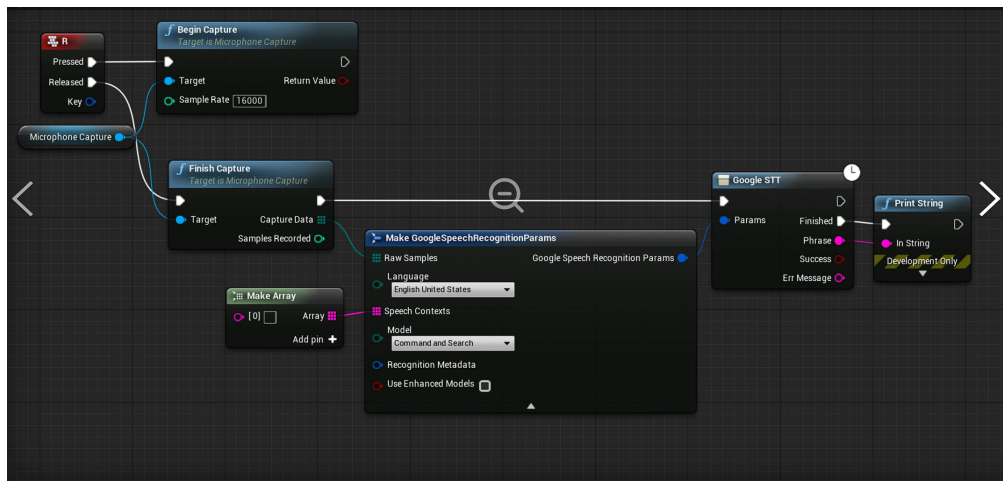 R
Pressed
Released
Key
Begin Capture
Target is Microphone Capture
Target
Return Value
Sample Rate 16000
Microphone Capture
Finish Capture
Target is Microphone Capture
Target
Capture Data
Samples Recorded
Make Array
[0]
Array
Add pin
Make GoogleSpeechRecognitionParams
Raw Samples
Google Speech Recognition Params
Language
English United States
Speech Contexts
Model
Command and Search
Recognition Metadata
Use Enhanced Models
Google STT
Params
Finished
Phrase
Success
Err Message
Print String
In String
Development Only